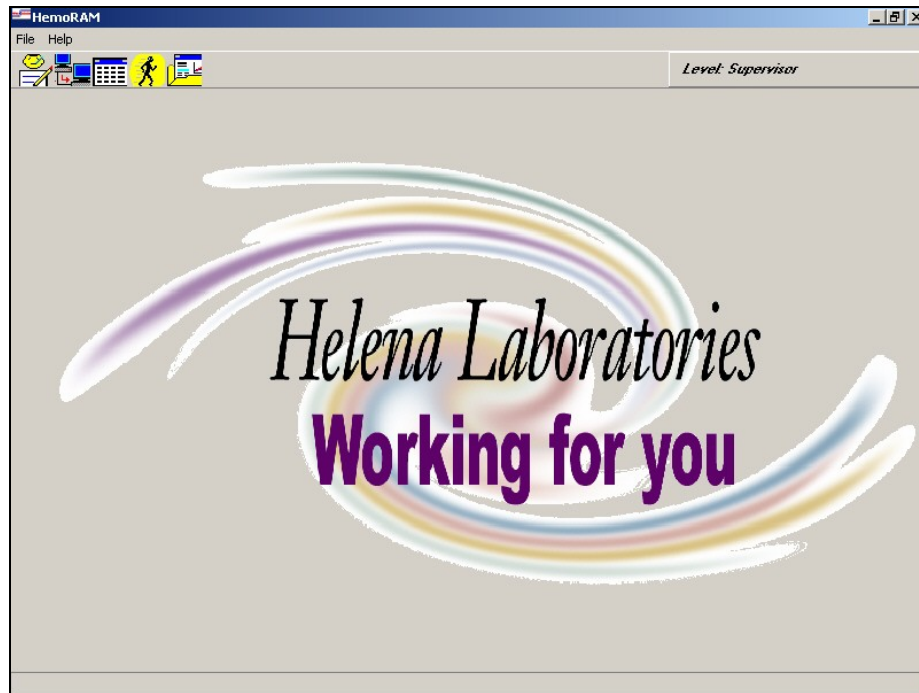 HemoRAM
File Help
Level: Supervisor
Helena Laboratories
Working for you